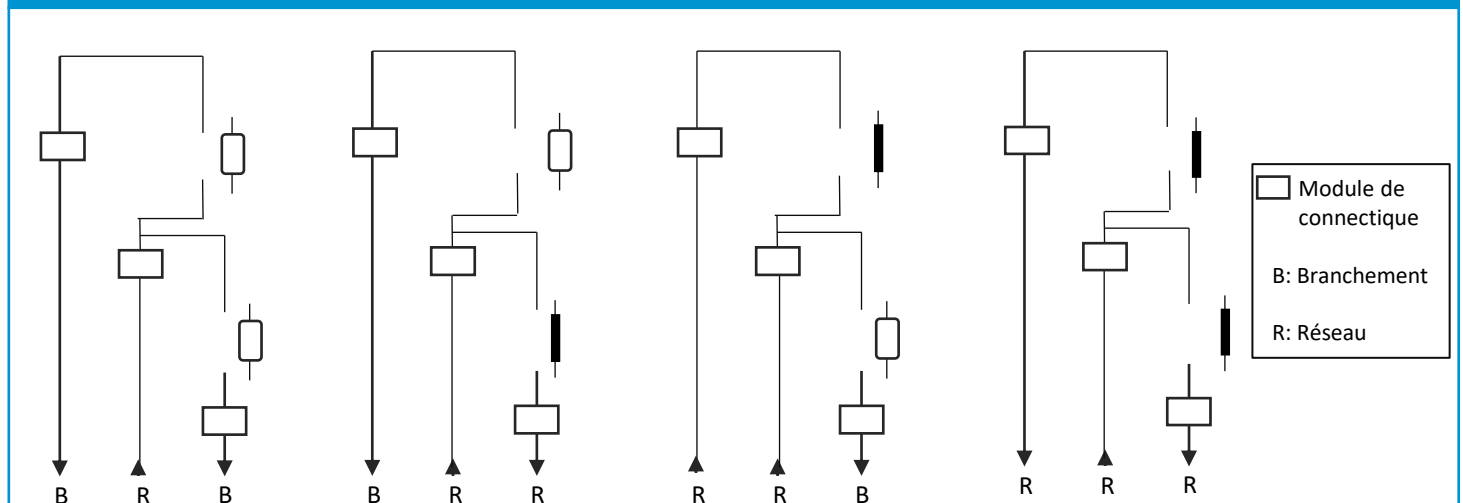 Module de
connectique
B: Branchement
R: Réseau
B R B
B R R
R R B
R R R